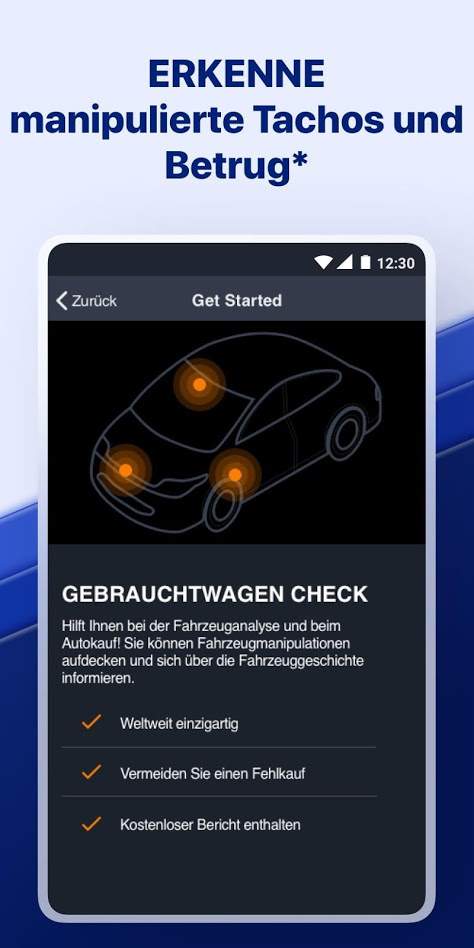 ERKENNE
manipulierte Tachos und
Betrug*
12:30
Zurück
Get Started
GEBRAUCHTWAGEN CHECK
Hilft Ihnen bei der Fahrzeuganalyse und beim
Autokauf! Sie können Fahrzeugmanipulationen
aufdecken und sich über die Fahrzeuggeschichte
informieren.
Weltweit einzigartig
Vermeiden Sie einen Fehlkauf
Kostenloser Bericht enthalten